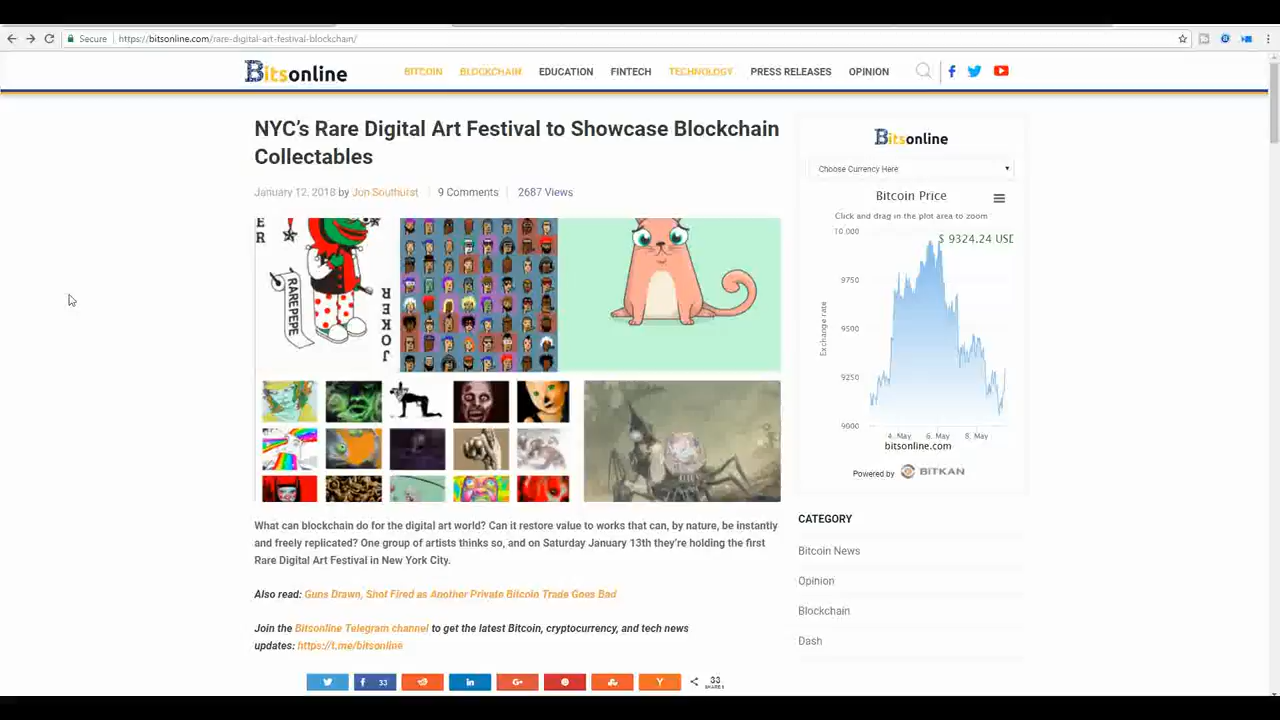 Secure
https://bitsonline.com/rare-digital-art-festival-blockchain/
Bitsonline
BITCOIN BLOCKCHAIN EDUCATION FINTECH TECHNOLOGY PRESS RELEASES OPINION
NYC's Rare Digital Art Festival to Showcase Blockchain
Collectables
January 12, 2018 by Jon Southurst 9 Comments 2687 Views
ER
RAREPEPE
JOKER
What can blockchain do for the digital art world? Can it restore value to works that can, by nature, be instantly
and freely replicated? One group of artists thinks so, and on Saturday January 13th they're holding the first
Rare Digital Art Festival in New York City.
Also read: Guns Drawn, Shot Fired as Another Private Bitcoin Trade Goes Bad
Join the Bitsonline Telegram channel to get the latest Bitcoin, cryptocurrency, and tech news
updates: https://t.me/bitsonline
33
33
SHARES
Bitsonline
Choose Currency Here
Bitcoin Price
Click and drag in the plot area to zoom
$ 9324.24 USD
10 000
9750
9500
9250
9000
Exchange rate
4. May 6. May 8. May
bitsonline.com
Powered by BITKAN
CATEGORY
Bitcoin News
Opinion
Blockchain
Dash